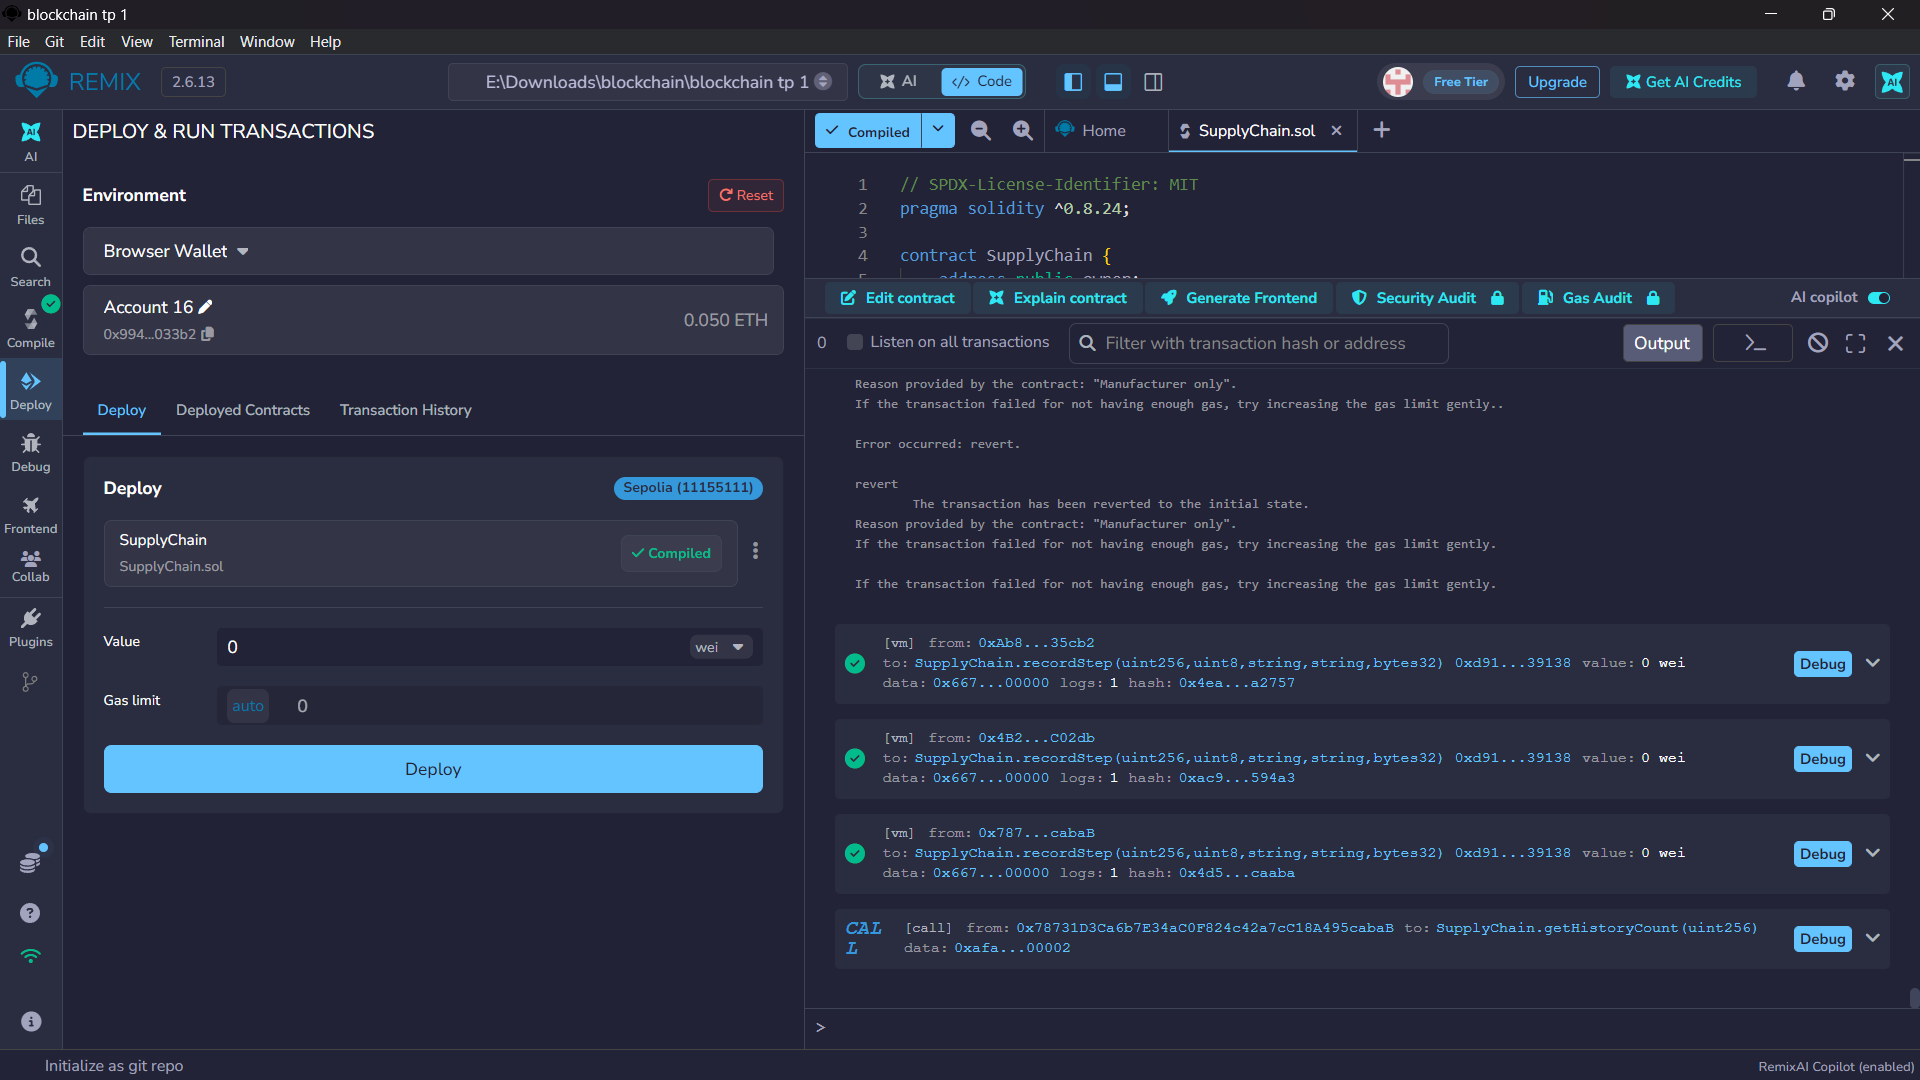 blockchain tp 1
File Git Edit View Terminal Window Help
REMIX 2.6.13
E:\Downloads\blockchain\blockchain tp 1
AI </> Code
Free Tier
Upgrade
Get AI Credits
AI
AI
Files
Search
Compile
Deploy
Debug
Frontend
Collab
Plugins
DEPLOY & RUN TRANSACTIONS
Environment
Reset
Browser Wallet
Account 16
0x994...033b2
0.050 ETH
Deploy Deployed Contracts Transaction History
Deploy
Sepolia (11155111)
SupplyChain
SupplyChain.sol
Compiled
Value
0
wei
Gas limit
auto
0
Deploy
Compiled
Home
SupplyChain.sol
1 // SPDX-License-Identifier: MIT
2 pragma solidity ^0.8.24;
3
4 contract SupplyChain {
5 address public owner;
Edit contract Explain contract Generate Frontend Security Audit Gas Audit
AI copilot
0 Listen on all transactions
Filter with transaction hash or address
Output
>_
Reason provided by the contract: "Manufacturer only".
If the transaction failed for not having enough gas, try increasing the gas limit gently..
Error occurred: revert.
revert
The transaction has been reverted to the initial state.
Reason provided by the contract: "Manufacturer only".
If the transaction failed for not having enough gas, try increasing the gas limit gently.
If the transaction failed for not having enough gas, try increasing the gas limit gently.
[vm] from: 0xAb8...35cb2
to: SupplyChain.recordStep(uint256,uint8,string,string,bytes32) 0xd91...39138 value: 0 wei
data: 0x667...00000 logs: 1 hash: 0x4ea...a2757
Debug
[vm] from: 0x4B2...C02db
to: SupplyChain.recordStep(uint256,uint8,string,string,bytes32) 0xd91...39138 value: 0 wei
data: 0x667...00000 logs: 1 hash: 0xac9...594a3
Debug
[vm] from: 0x787...cabaB
to: SupplyChain.recordStep(uint256,uint8,string,string,bytes32) 0xd91...39138 value: 0 wei
data: 0x667...00000 logs: 1 hash: 0x4d5...caaba
Debug
CALL
[call] from: 0x78731D3Ca6b7E34aC0F824c42a7cC18A495cabaB to: SupplyChain.getHistoryCount(uint256)
data: 0xafa...00002
Debug
>
Initialize as git repo
RemixAI Copilot (enabled)